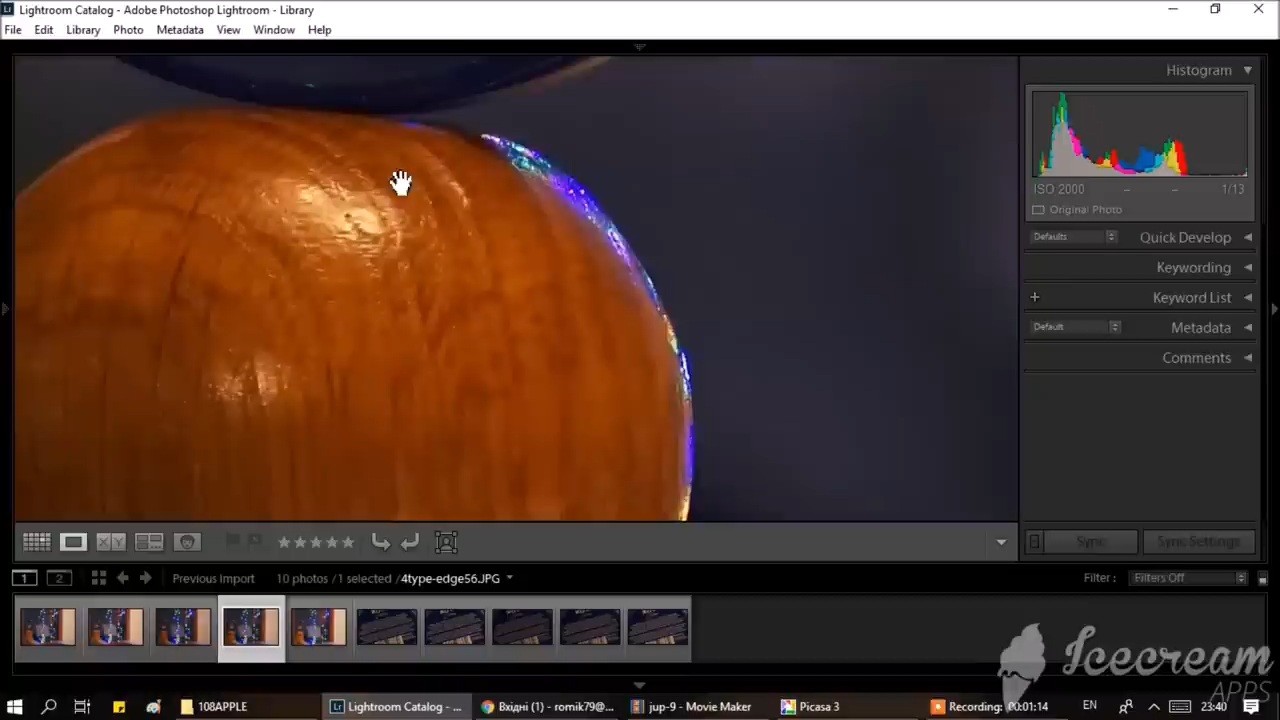 Lightroom Catalog - Adobe Photoshop Lightroom - Library
File Edit Library Photo Metadata View Window Help
Histogram
ISO 2000 – – 1/13
Original Photo
Defaults Quick Develop
Keywording
+ Keyword List
Default Metadata
Comments
XY
Sync Sync Settings
1 2 Previous Import 10 photos / 1 selected / 4type-edge56.JPG Filter : Filters Off
Icecream
APPS
108APPLE Lr Lightroom Catalog - ... Вхідні (1) - romik79@... jup-9 - Movie Maker Picasa 3 Recording: 00:01:14 EN 23:40